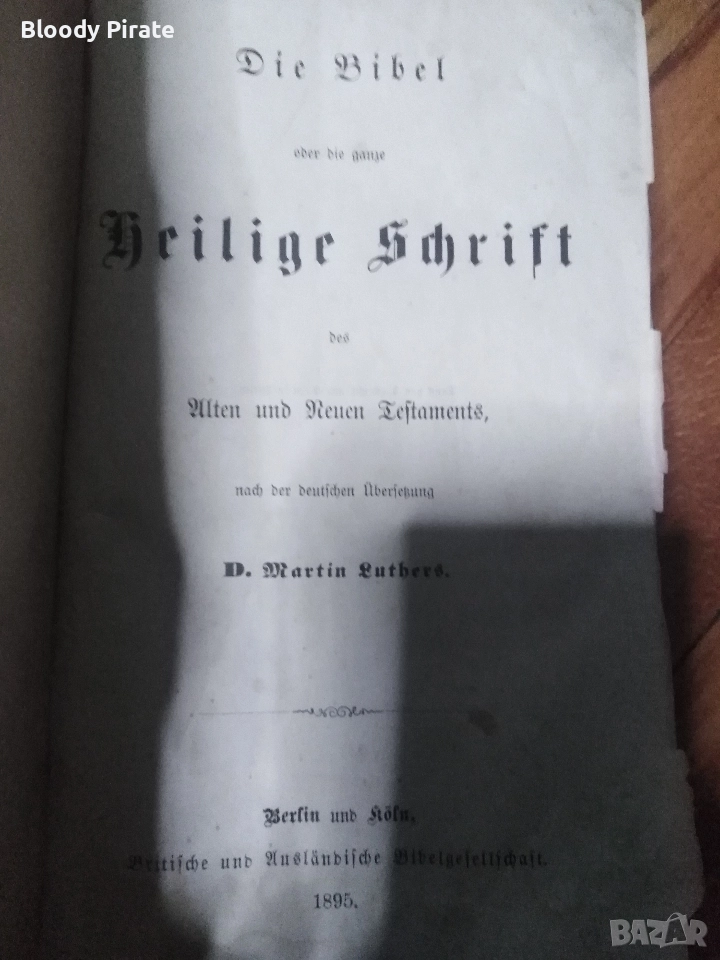 Bloody Pirate
Die Bibel
oder die ganze
Heilige Schrift
des
Alten und Neuen Testaments,
nach der deutschen Übersetzung
D. Martin Luthers.
Berlin und Köln.
Britische und Ausländische Bibelgesellschaft.
1895.
BAZAR